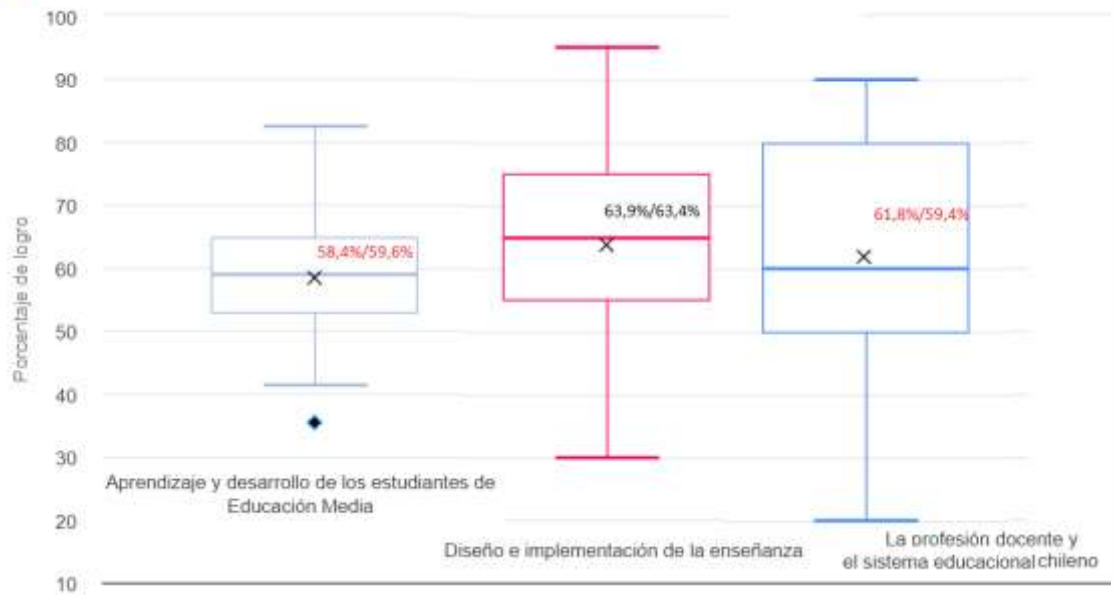 Porcentaje de logro
100
90
80
70
60
50
40
30
20
10
58,4%/59,6%
63,9%/63,4%
61,8%/59,4%
Aprendizaje y desarrollo de los estudiantes de
Educación Media
Diseño e implementación de la enseñanza
La profesión docente y
el sistema educacional chileno